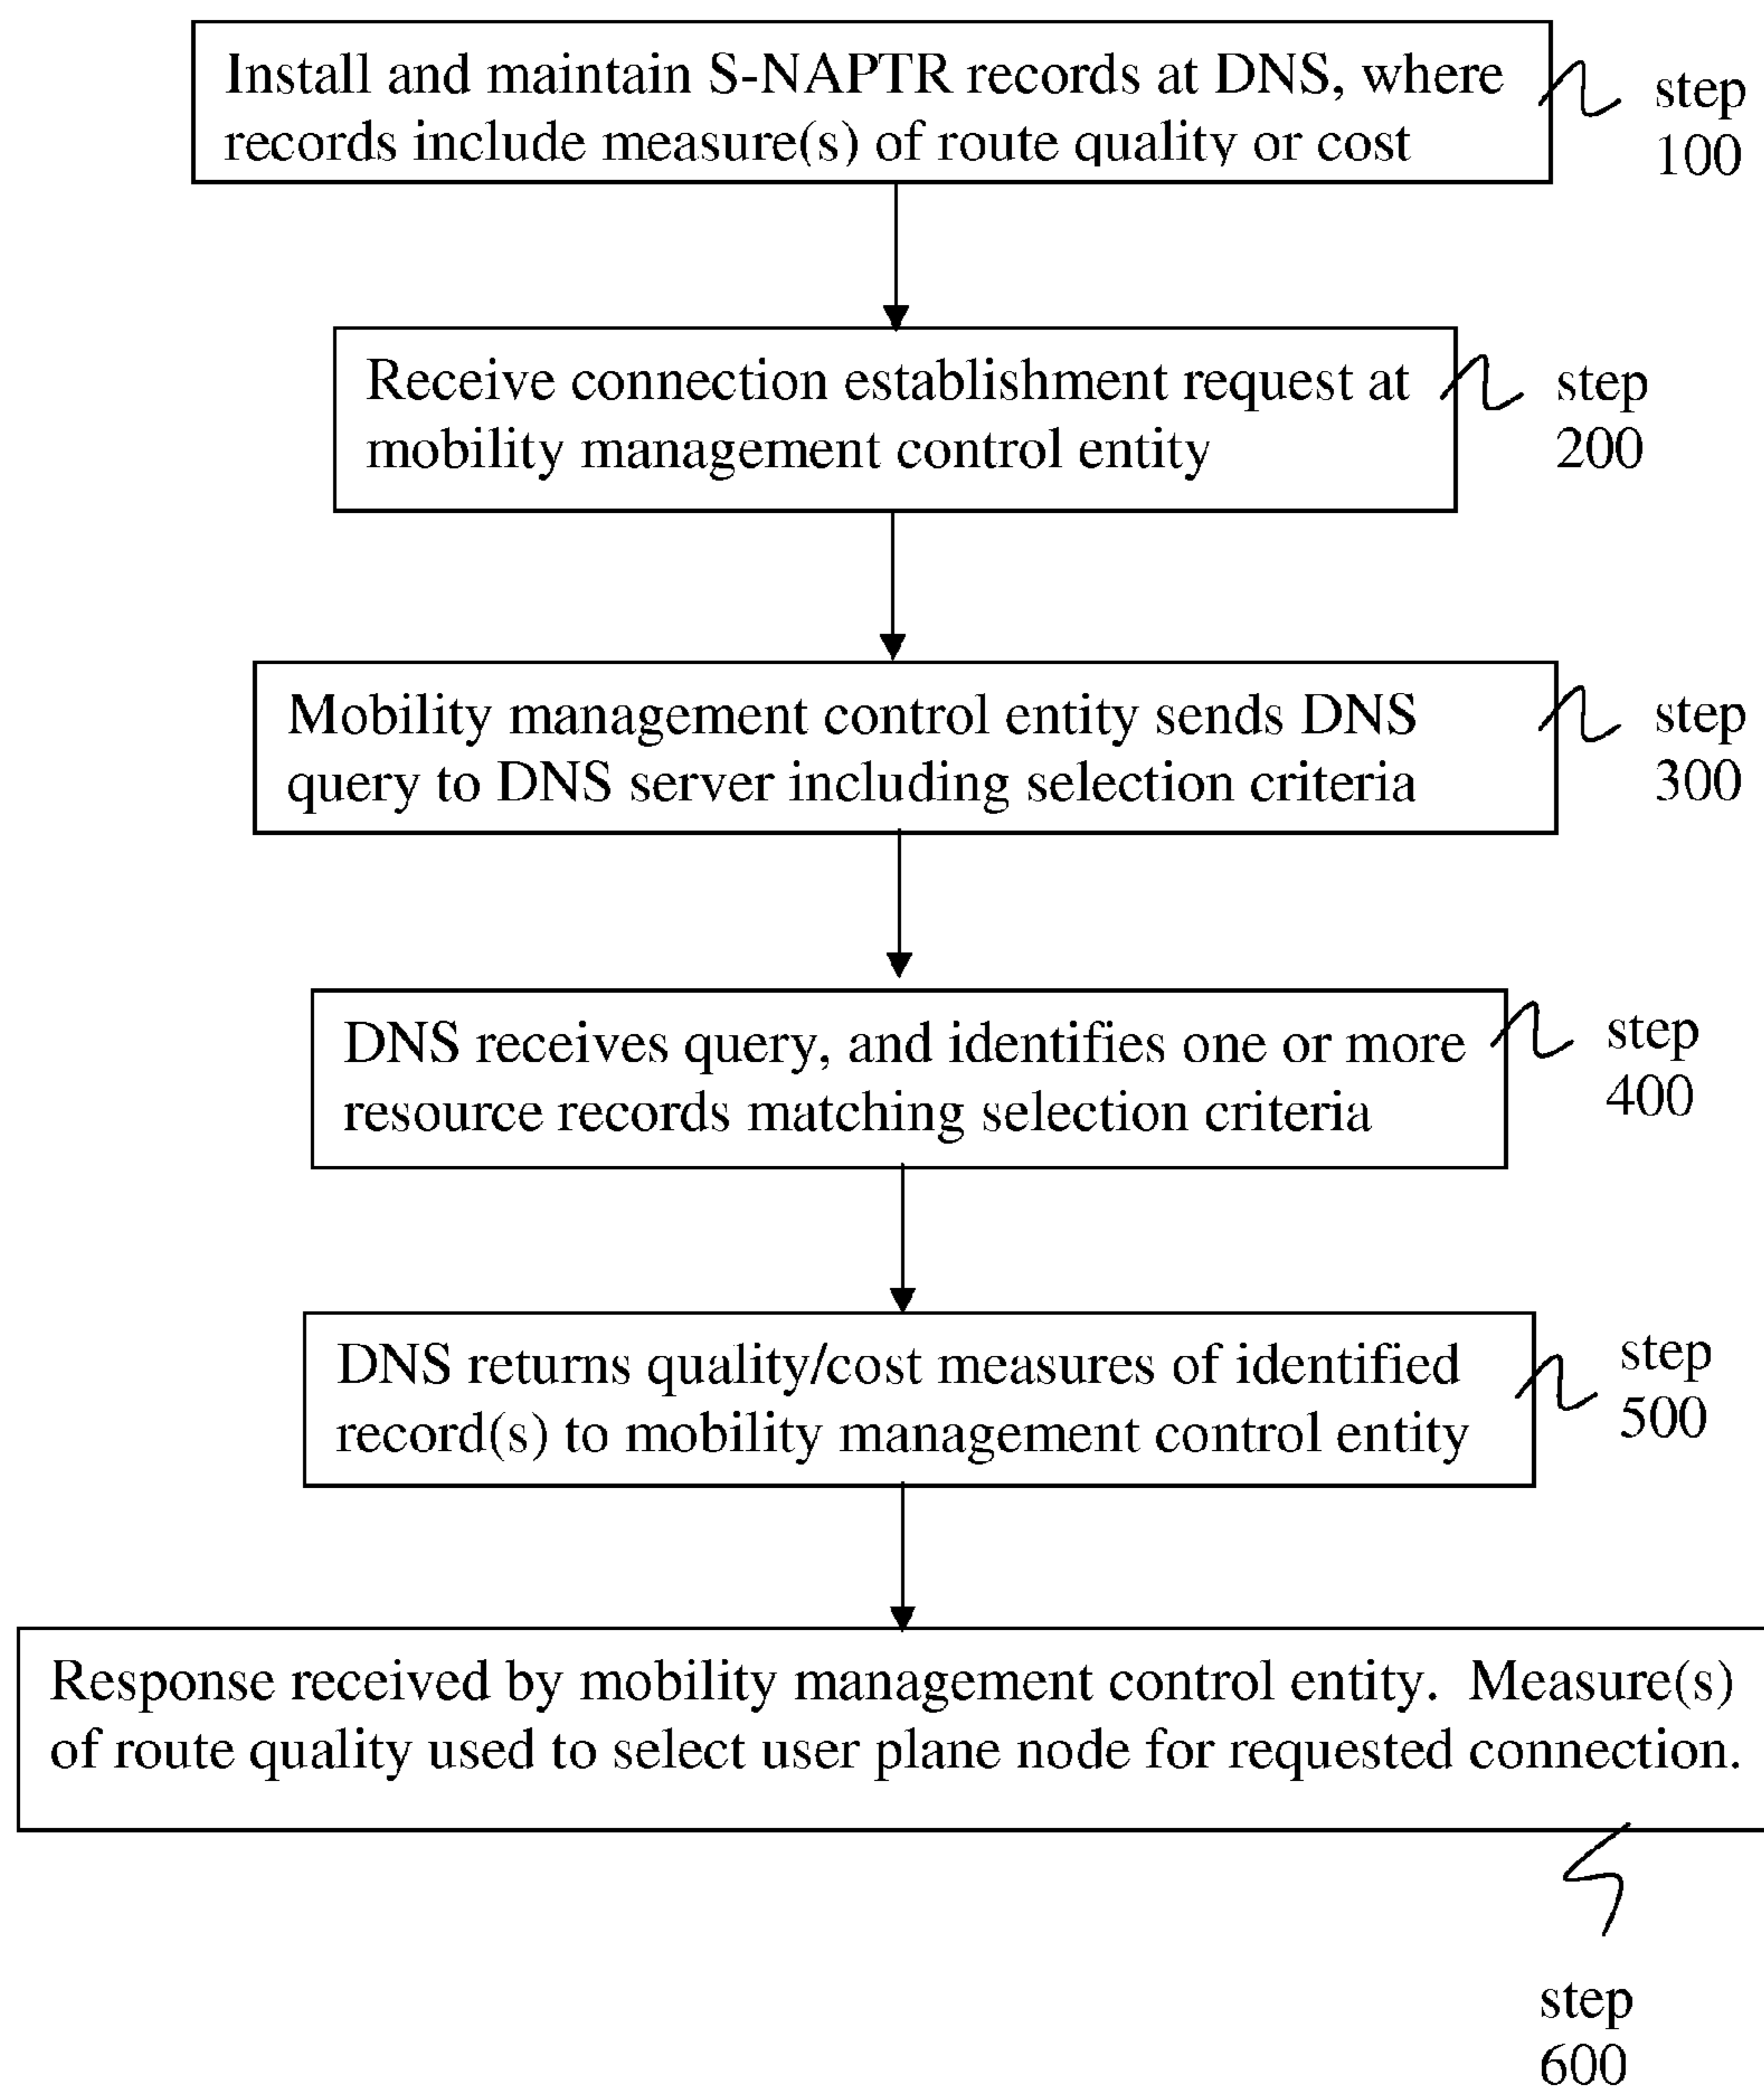 Install and maintain S-NAPTR records at DNS, where
records include measure(s) of route quality or cost
step
100
Receive connection establishment request at
mobility management control entity
step
200
Mobility management control entity sends DNS
query to DNS server including selection criteria
step
300
DNS receives query, and identifies one or more
resource records matching selection criteria
step
400
DNS returns quality/cost measures of identified
record(s) to mobility management control entity
step
500
Response received by mobility management control entity.  Measure(s)
of route quality used to select user plane node for requested connection.
step
600